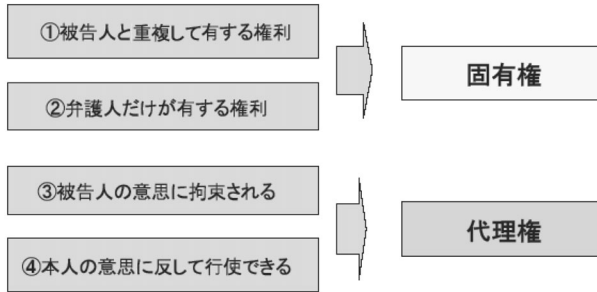 ①被告人と重複して有する権利
②弁護人だけが有する権利
固有権
③被告人の意思に拘束される
④本人の意思に反して行使できる
代理権